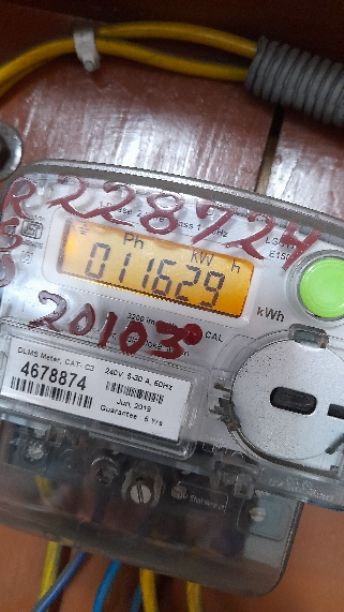 R 228724
Ph kW h
011629
kWh
20103
CAL
DLMS Meter, CAT. C3
4678874
240V 5-30 A, 50Hz
Jun, 2019
Guarantee : 5 Yrs